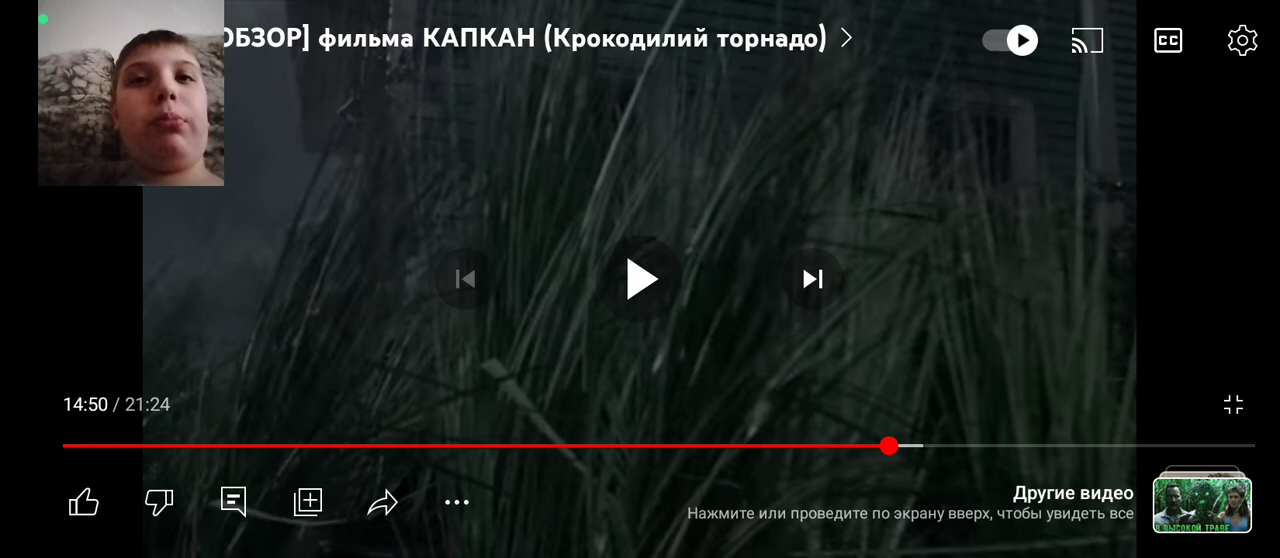 ОБЗОР] фильма КАПКАН (Крокодилий торнадо)
CC
14:50 / 21:24
Другие видео
Нажмите или проведите по экрану вверх, чтобы увидеть все
В ВЫСОКОЙ ТРАВЕ